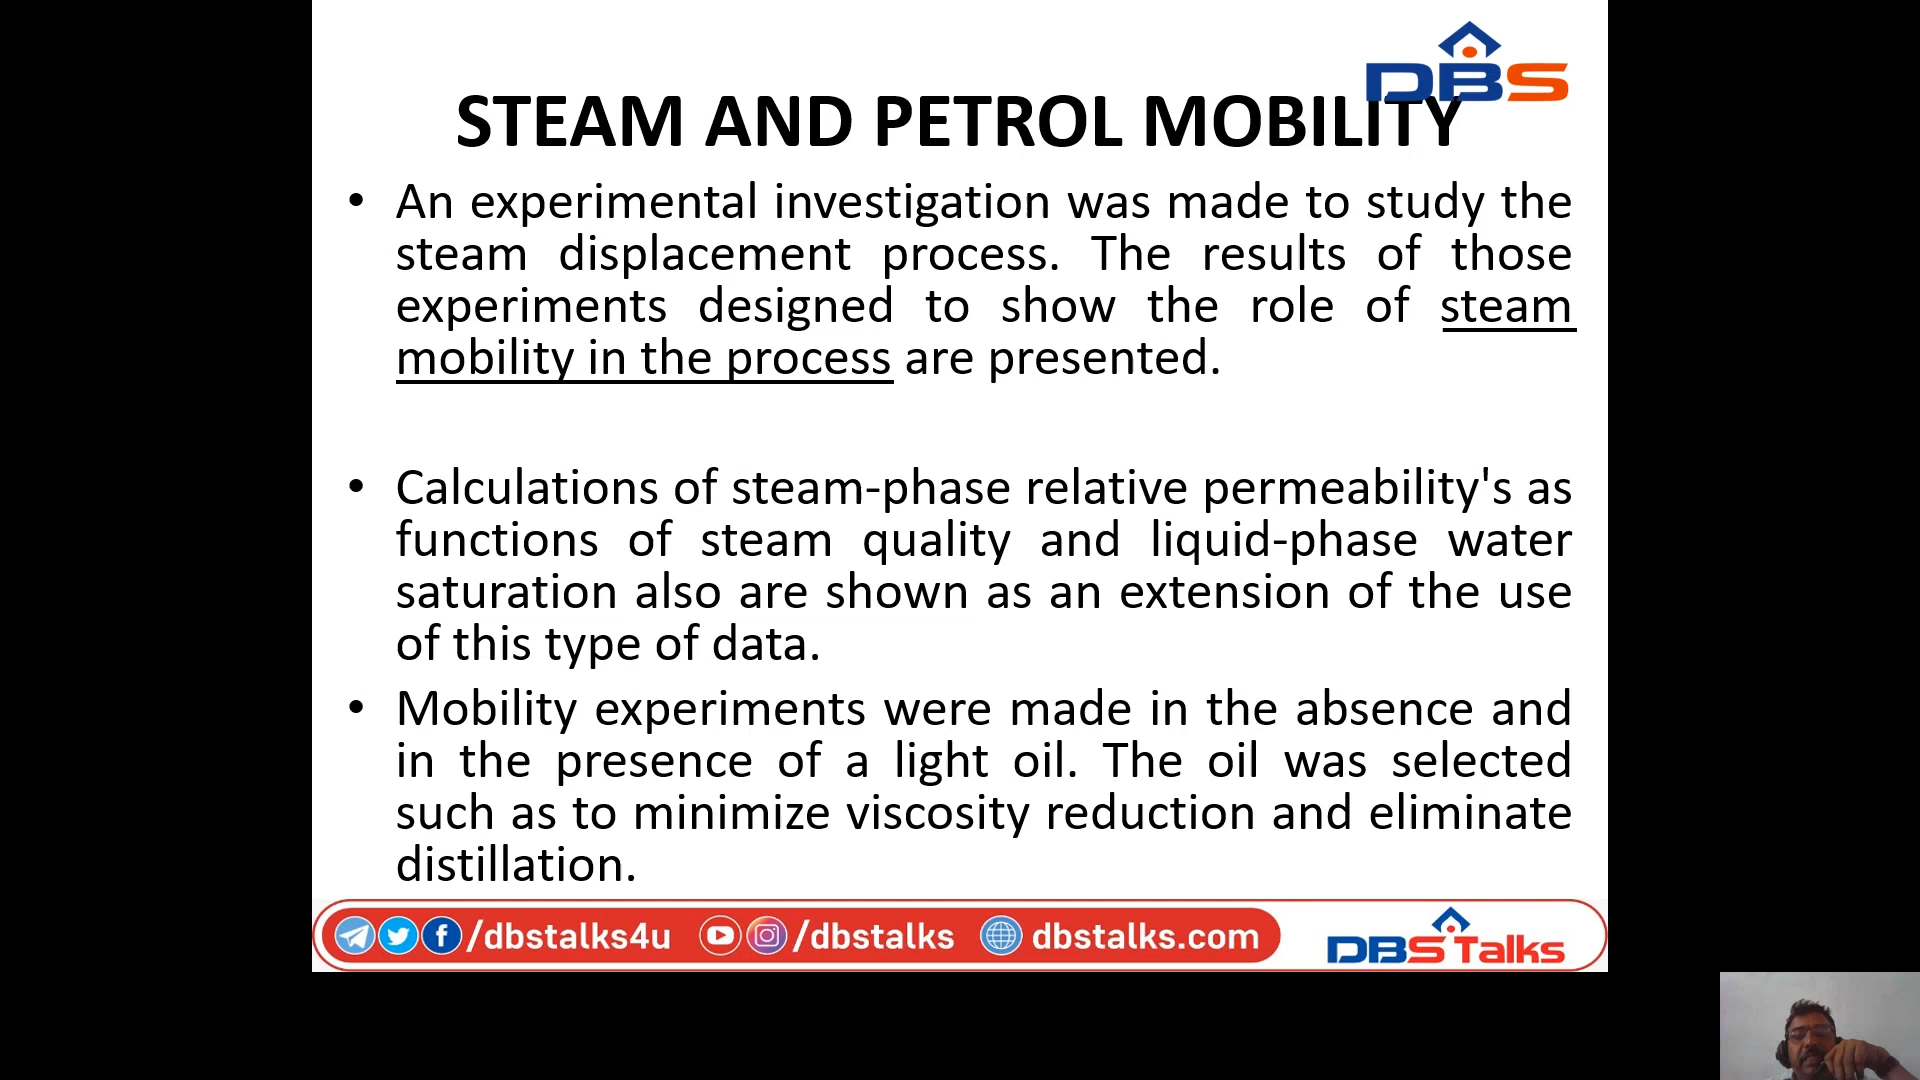 DBS
STEAM AND PETROL MOBILITY
• An experimental investigation was made to study the
steam displacement process. The results of those
experiments designed to show the role of steam
mobility in the process are presented.
• Calculations of steam-phase relative permeability's as
functions of steam quality and liquid-phase water
saturation also are shown as an extension of the use
of this type of data.
• Mobility experiments were made in the absence and
in the presence of a light oil. The oil was selected
such as to minimize viscosity reduction and eliminate
distillation.
/dbstalks4u /dbstalks dbstalks.com DBS Talks